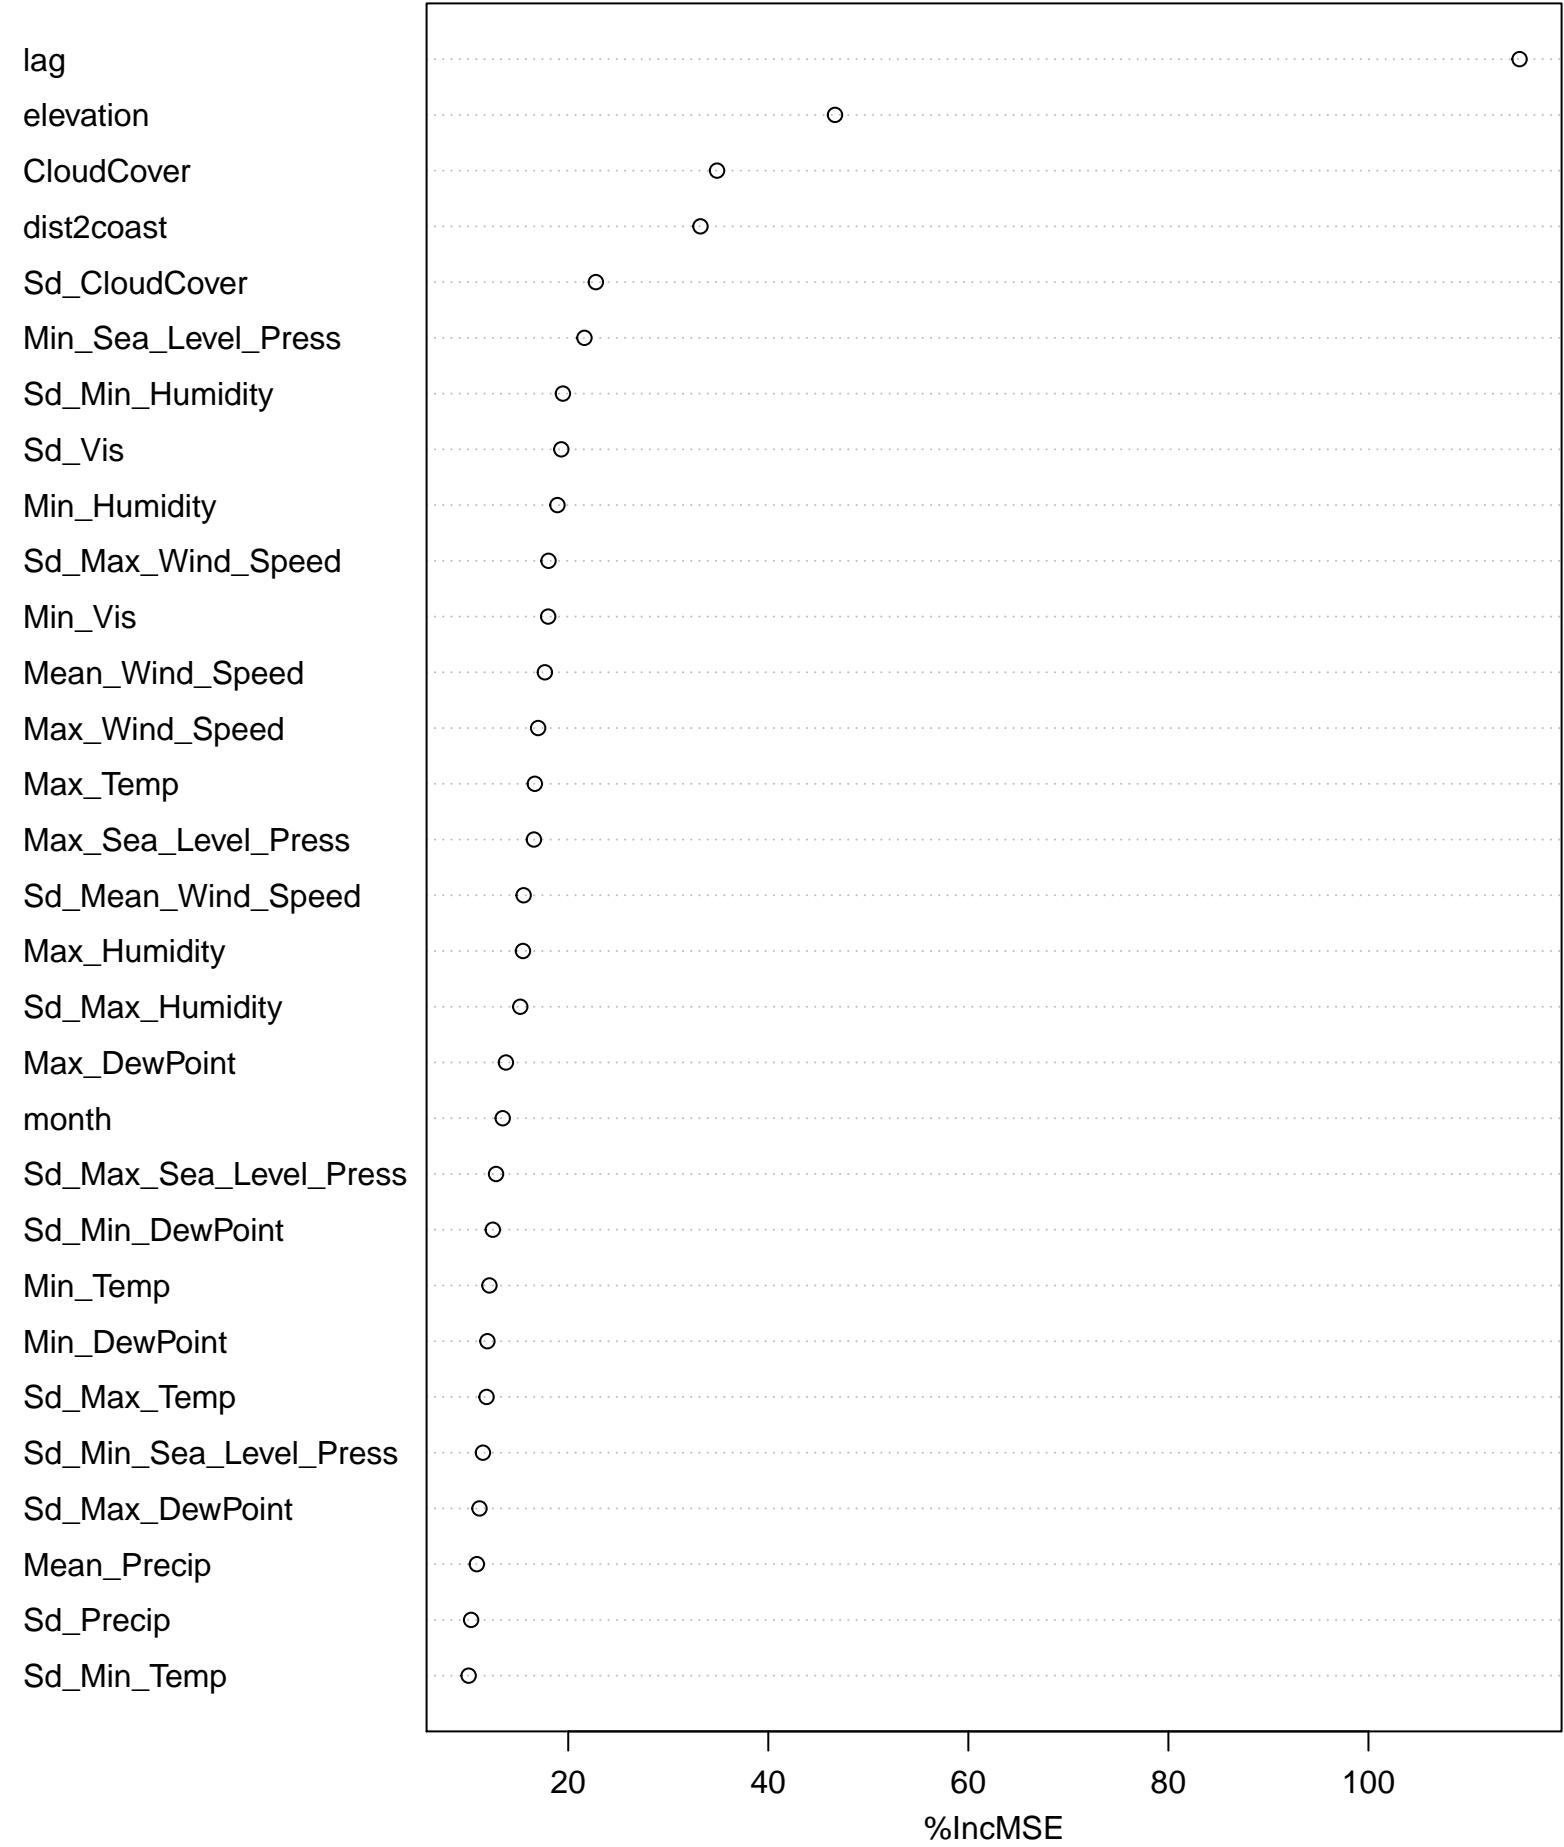 lag
elevation
CloudCover
dist2coast
Sd_CloudCover
Min_Sea_Level_Press
Sd_Min_Humidity
Sd_Vis
Min_Humidity
Sd_Max_Wind_Speed
Min_Vis
Mean_Wind_Speed
Max_Wind_Speed
Max_Temp
Max_Sea_Level_Press
Sd_Mean_Wind_Speed
Max_Humidity
Sd_Max_Humidity
Max_DewPoint
month
Sd_Max_Sea_Level_Press
Sd_Min_DewPoint
Min_Temp
Min_DewPoint
Sd_Max_Temp
Sd_Min_Sea_Level_Press
Sd_Max_DewPoint
Mean_Precip
Sd_Precip
Sd_Min_Temp
20 40 60 80 100
%IncMSE